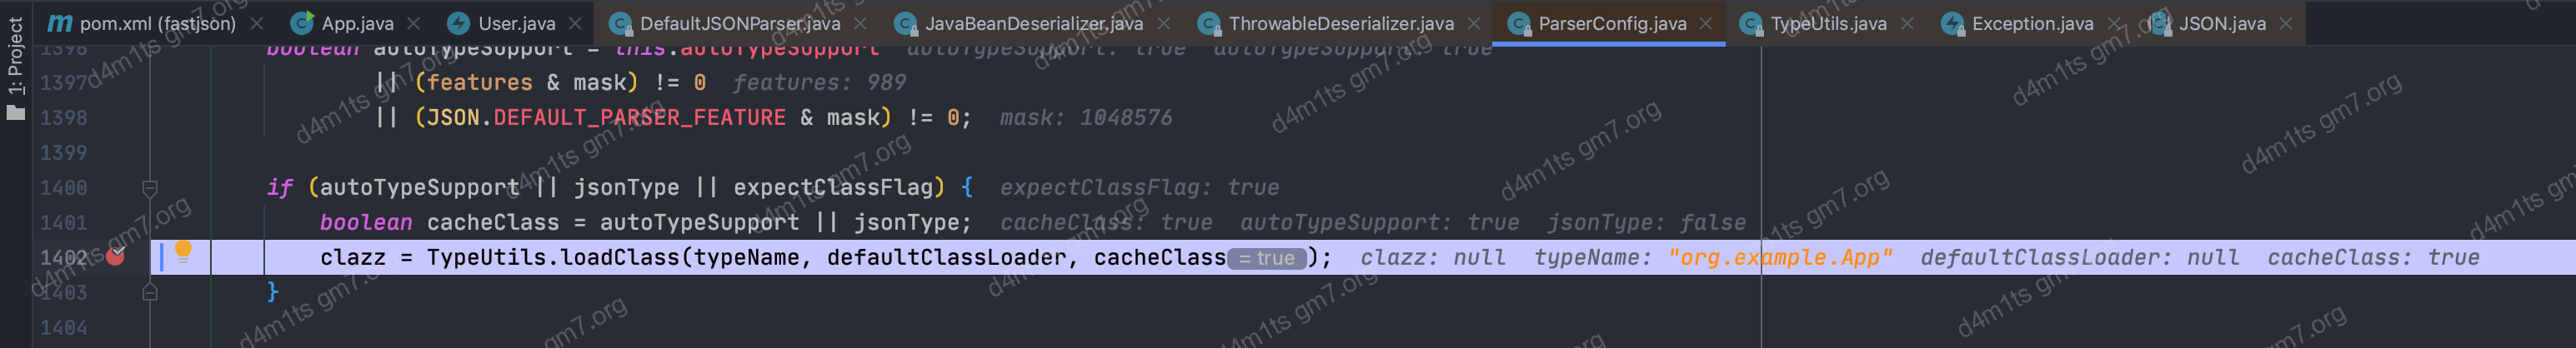 pom.xml (fastjson) App.java User.java DefaultJSONParser.java JavaBeanDeserializer.java ThrowableDeserializer.java ParserConfig.java TypeUtils.java Exception.java JSON.java
1: Project
1396 boolean autoTypeSupport = this.autoTypeSupport autoTypeSupport: true autoTypeSupport: true
1397 || (features & mask) != 0 features: 989
1398 || (JSON.DEFAULT_PARSER_FEATURE & mask) != 0; mask: 1048576
1399
1400 if (autoTypeSupport || jsonType || expectClassFlag) { expectClassFlag: true
1401 boolean cacheClass = autoTypeSupport || jsonType; cacheClass: true autoTypeSupport: true jsonType: false
1402 clazz = TypeUtils.loadClass(typeName, defaultClassLoader, cacheClass = true ); clazz: null typeName: "org.example.App" defaultClassLoader: null cacheClass: true
1403 }
1404
d4m1ts gm7.org